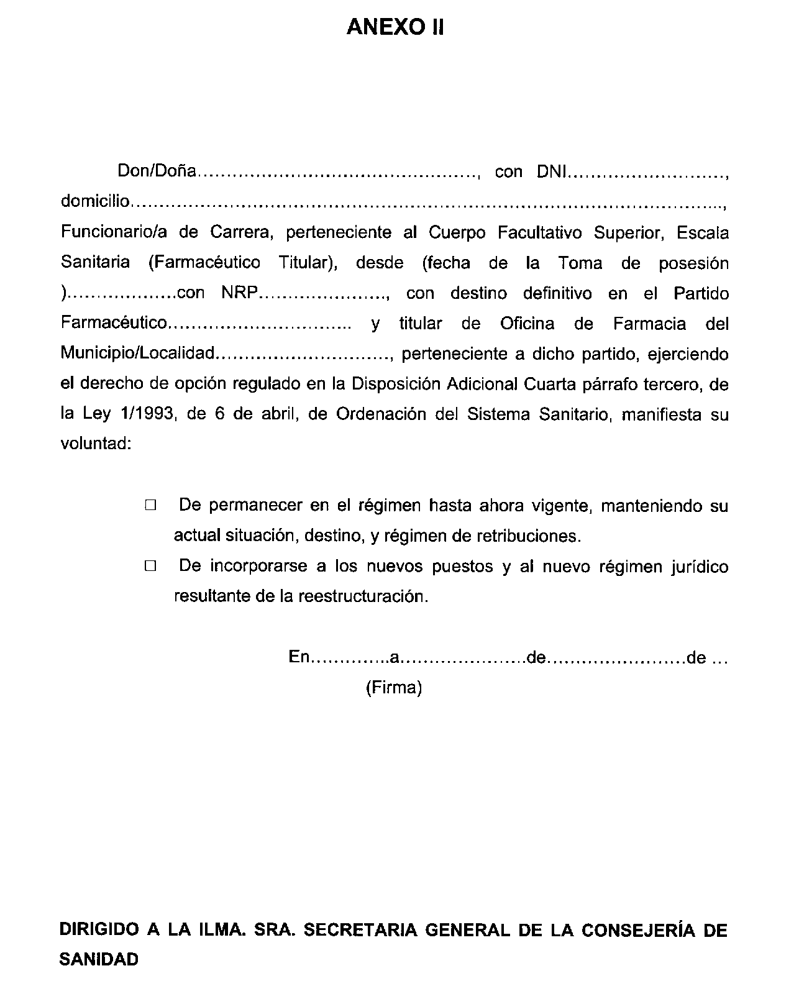 ANEXO II
Don/Doña................................................, con DNI...........................,
domicilio.....................................................................................................,
Funcionario/a de Carrera, perteneciente al Cuerpo Facultativo Superior, Escala
Sanitaria (Farmacéutico Titular), desde (fecha de la Toma de posesión
)...................con NRP......................, con destino definitivo en el Partido
Farmacéutico................................ y titular de Oficina de Farmacia del
Municipio/Localidad.............................., perteneciente a dicho partido, ejerciendo
el derecho de opción regulado en la Disposición Adicional Cuarta párrafo tercero, de
la Ley 1/1993, de 6 de abril, de Ordenación del Sistema Sanitario, manifiesta su
voluntad:
□ De permanecer en el régimen hasta ahora vigente, manteniendo su
actual situación, destino, y régimen de retribuciones.
□ De incorporarse a los nuevos puestos y al nuevo régimen jurídico
resultante de la reestructuración.
En..............a......................de........................de ...
(Firma)
DIRIGIDO A LA ILMA. SRA. SECRETARIA GENERAL DE LA CONSEJERÍA DE
SANIDAD